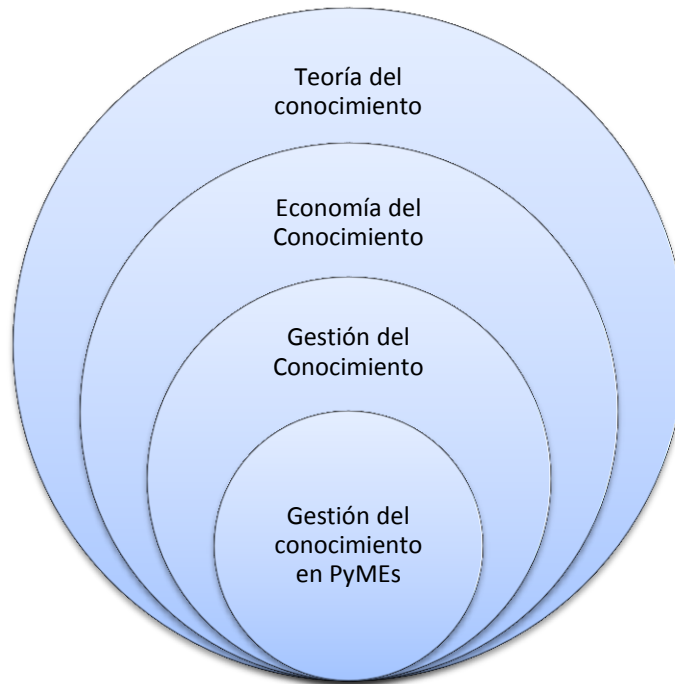 Teoría del
conocimiento
Economía del
Conocimiento
Gestión del
Conocimiento
Gestión del
conocimiento
en PyMEs